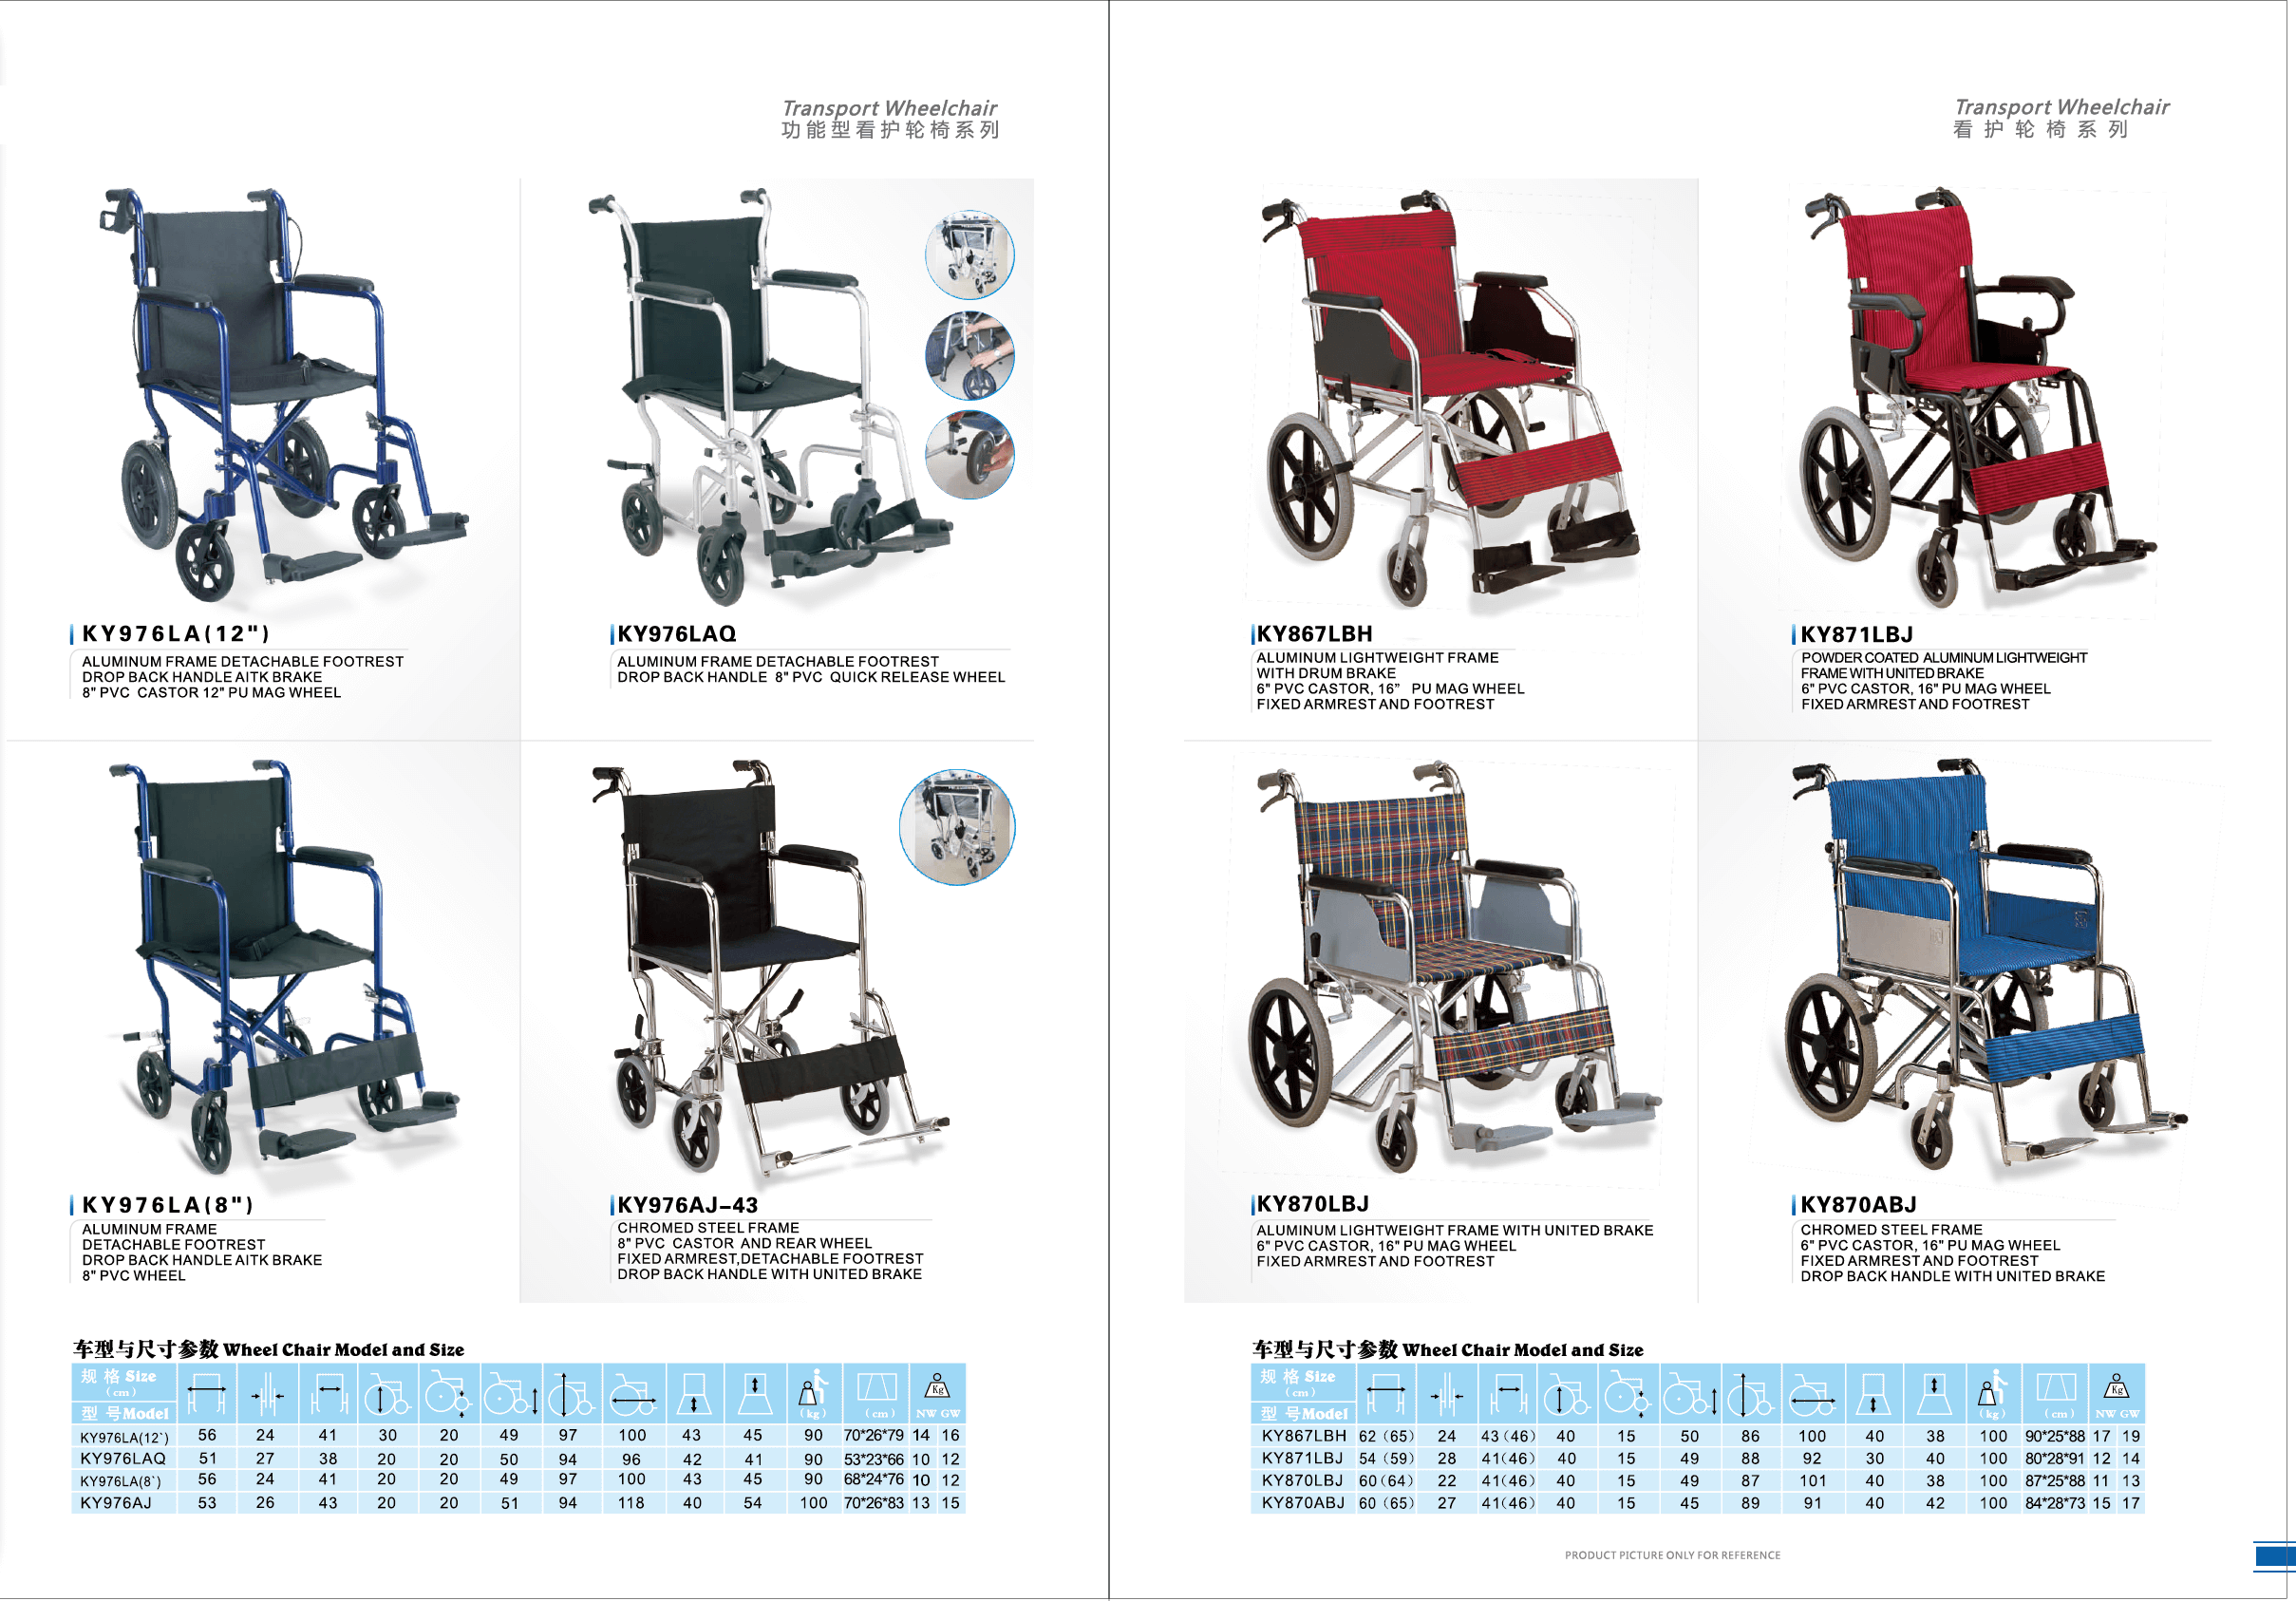 Transport Wheelchair
功能型看护轮椅系列
KY976LA(12")
ALUMINUM FRAME DETACHABLE FOOTREST
DROP BACK HANDLE AITK BRAKE
8" PVC CASTOR 12" PU MAG WHEEL
KY976LAQ
ALUMINUM FRAME DETACHABLE FOOTREST
DROP BACK HANDLE 8" PVC QUICK RELEASE WHEEL
KY976LA(8")
ALUMINUM FRAME
DETACHABLE FOOTREST
DROP BACK HANDLE AITK BRAKE
8" PVC WHEEL
KY976AJ-43
CHROMED STEEL FRAME
8" PVC CASTOR AND REAR WHEEL
FIXED ARMREST,DETACHABLE FOOTREST
DROP BACK HANDLE WITH UNITED BRAKE
车型与尺寸参数 Wheel Chair Model and Size
规 格 Size
(cm)
型 号Model
(kg) (cm) Kg NW GW
KY976LA(12`) 56 24 41 30 20 49 97 100 43 45 90 70*26*79 14 16
KY976LAQ 51 27 38 20 20 50 94 96 42 41 90 53*23*66 10 12
KY976LA(8`) 56 24 41 20 20 49 97 100 43 45 90 68*24*76 10 12
KY976AJ 53 26 43 20 20 51 94 118 40 54 100 70*26*83 13 15
Transport Wheelchair
看护轮椅系列
KY867LBH
ALUMINUM LIGHTWEIGHT FRAME
WITH DRUM BRAKE
6" PVC CASTOR, 16” PU MAG WHEEL
FIXED ARMREST AND FOOTREST
KY871LBJ
POWDER COATED ALUMINUM LIGHTWEIGHT
FRAME WITH UNITED BRAKE
6" PVC CASTOR, 16" PU MAG WHEEL
FIXED ARMREST AND FOOTREST
KY870LBJ
ALUMINUM LIGHTWEIGHT FRAME WITH UNITED BRAKE
6" PVC CASTOR, 16" PU MAG WHEEL
FIXED ARMREST AND FOOTREST
KY870ABJ
CHROMED STEEL FRAME
6" PVC CASTOR, 16" PU MAG WHEEL
FIXED ARMREST AND FOOTREST
DROP BACK HANDLE WITH UNITED BRAKE
车型与尺寸参数 Wheel Chair Model and Size
规 格 Size
(cm)
型 号Model
(kg) (cm) Kg NW GW
KY867LBH 62（65） 24 43（46） 40 15 50 86 100 40 38 100 90*25*88 17 19
KY871LBJ 54（59） 28 41（46） 40 15 49 88 92 30 40 100 80*28*91 12 14
KY870LBJ 60（64） 22 41（46） 40 15 49 87 101 40 38 100 87*25*88 11 13
KY870ABJ 60（65） 27 41（46） 40 15 45 89 91 40 42 100 84*28*73 15 17
PRODUCT PICTURE ONLY FOR REFERENCE